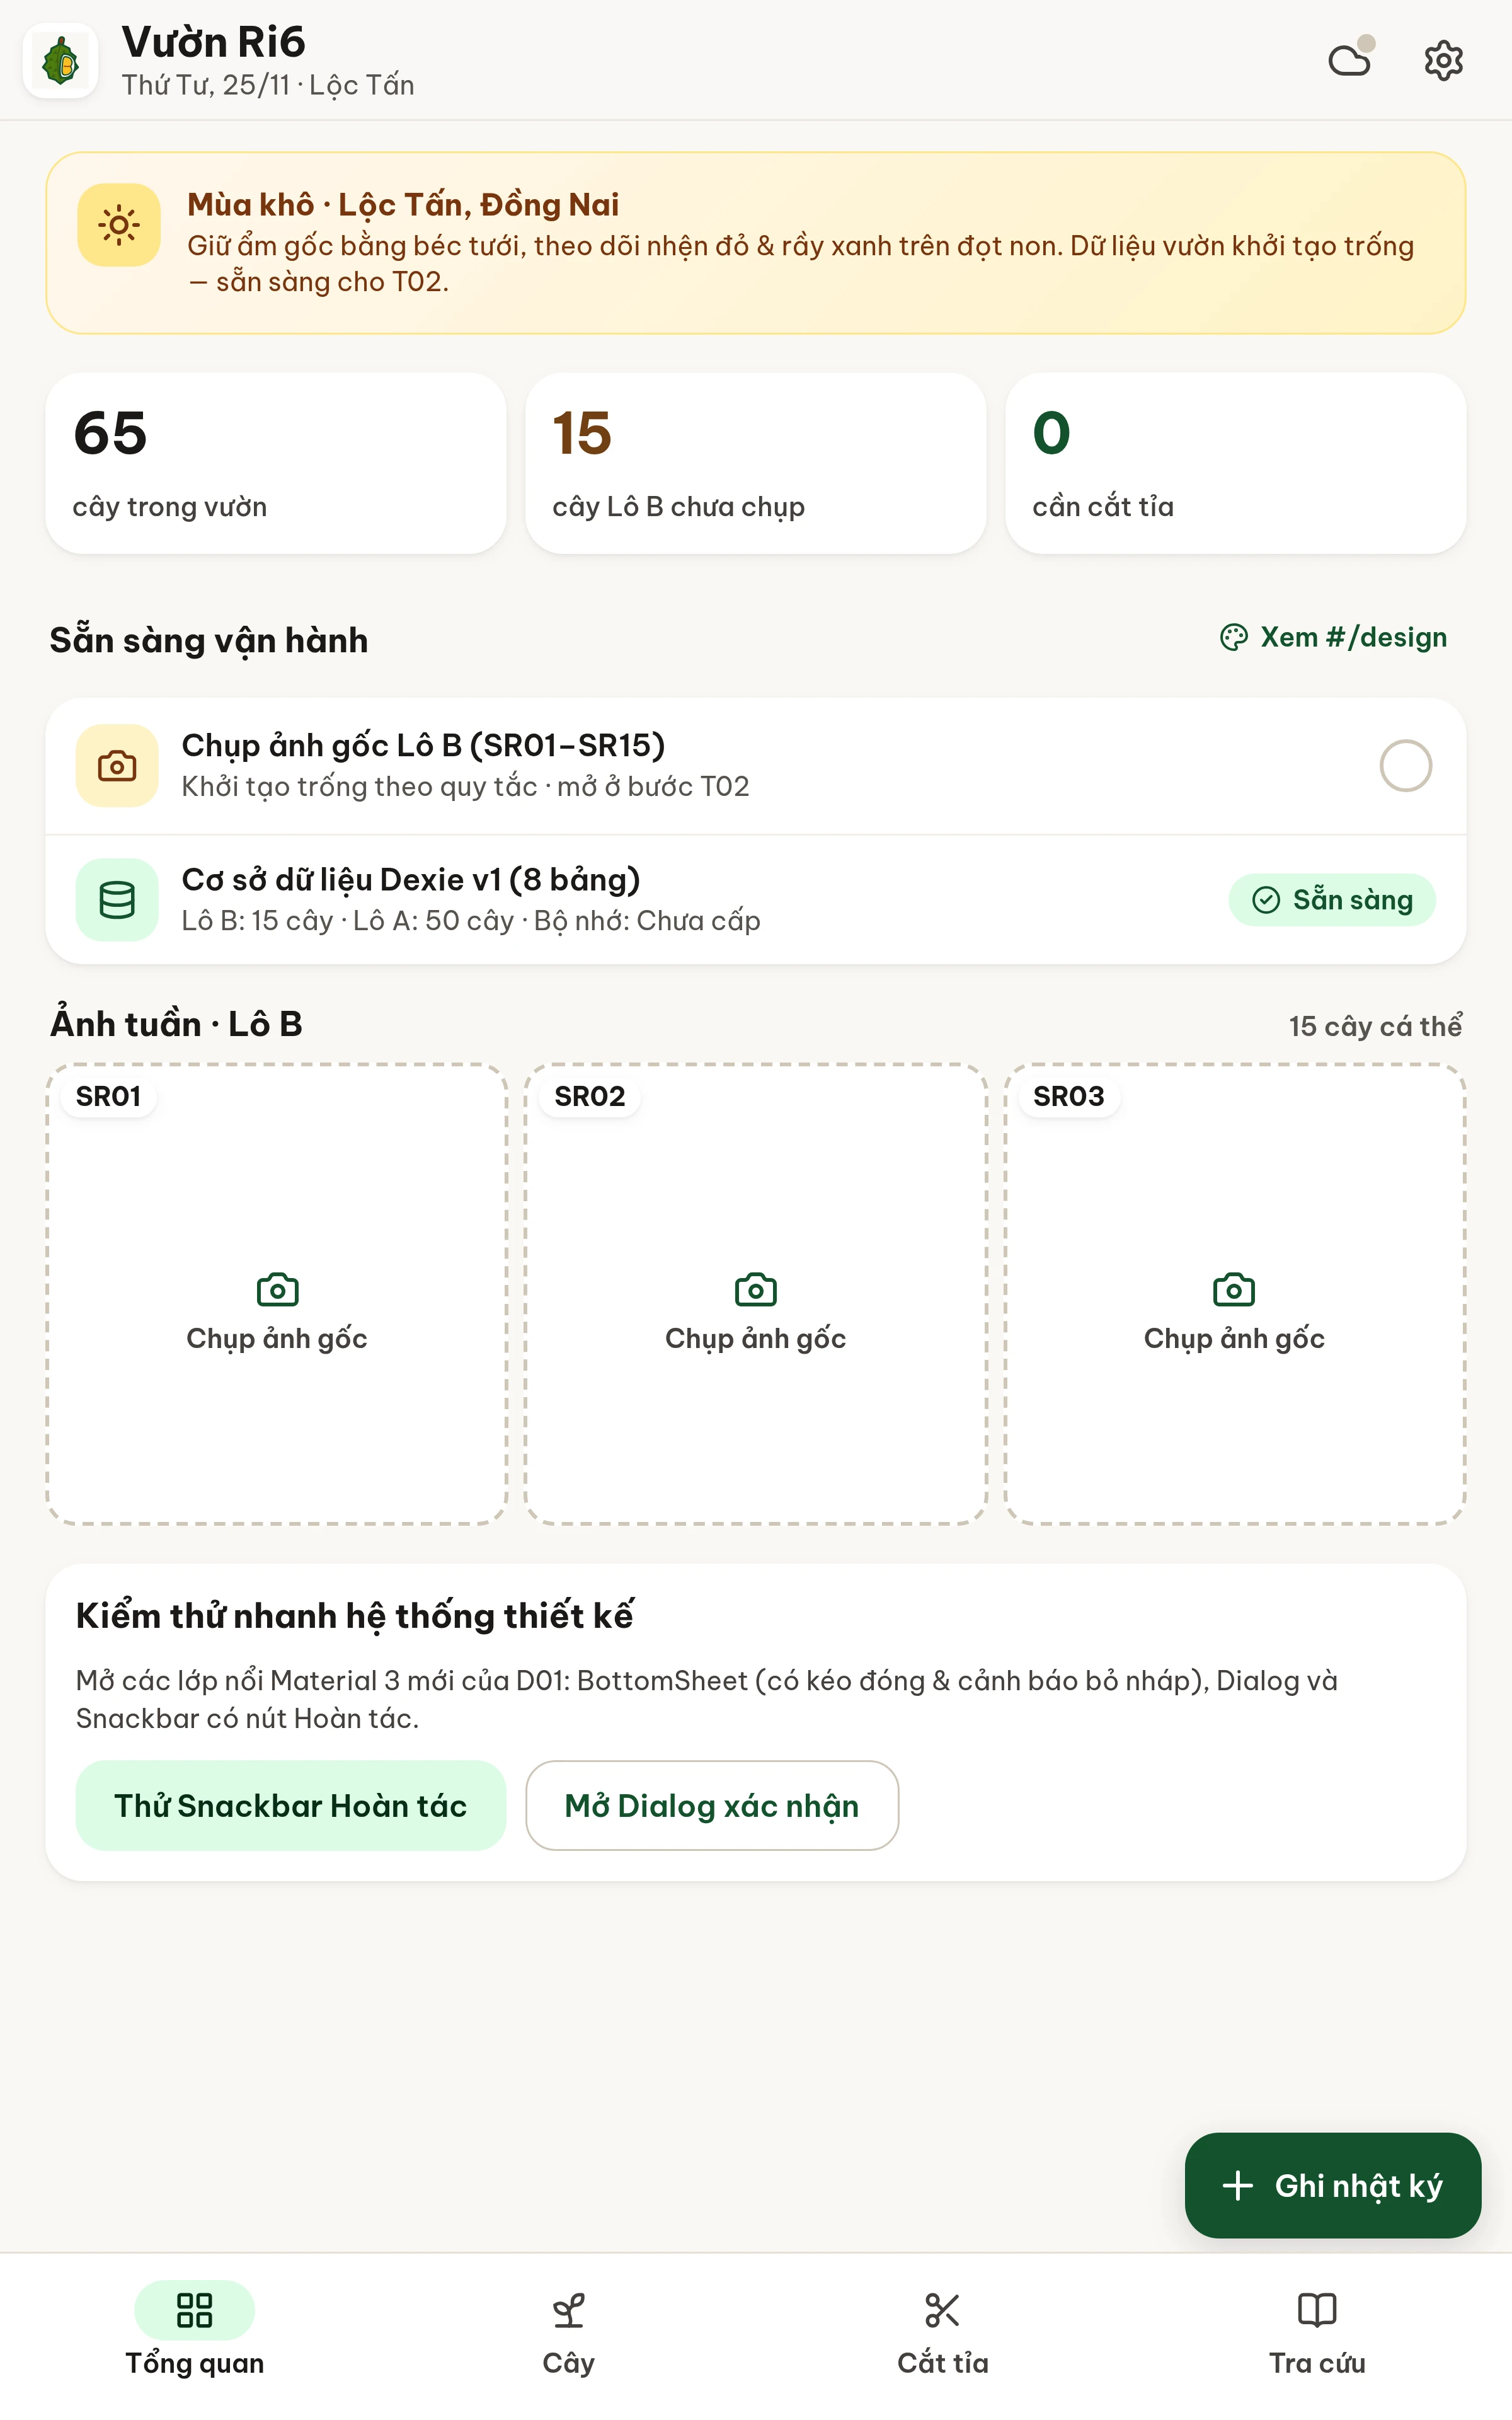 Vườn Ri6
Thứ Tư, 25/11 · Lộc Tấn
Mùa khô · Lộc Tấn, Đồng Nai
Giữ ẩm gốc bằng béc tưới, theo dõi nhện đỏ & rầy xanh trên đọt non. Dữ liệu vườn khởi tạo trống
— sẵn sàng cho T02.
65
cây trong vườn
15
cây Lô B chưa chụp
0
cần cắt tỉa
Sẵn sàng vận hành
Xem #/design
Chụp ảnh gốc Lô B (SR01–SR15)
Khởi tạo trống theo quy tắc · mở ở bước T02
Cơ sở dữ liệu Dexie v1 (8 bảng)
Lô B: 15 cây · Lô A: 50 cây · Bộ nhớ: Chưa cấp
Sẵn sàng
Ảnh tuần · Lô B
15 cây cá thể
SR01
Chụp ảnh gốc
SR02
Chụp ảnh gốc
SR03
Chụp ảnh gốc
Kiểm thử nhanh hệ thống thiết kế
Mở các lớp nổi Material 3 mới của D01: BottomSheet (có kéo đóng & cảnh báo bỏ nháp), Dialog và
Snackbar có nút Hoàn tác.
Thử Snackbar Hoàn tác
Mở Dialog xác nhận
Ghi nhật ký
Tổng quan
Cây
Cắt tỉa
Tra cứu